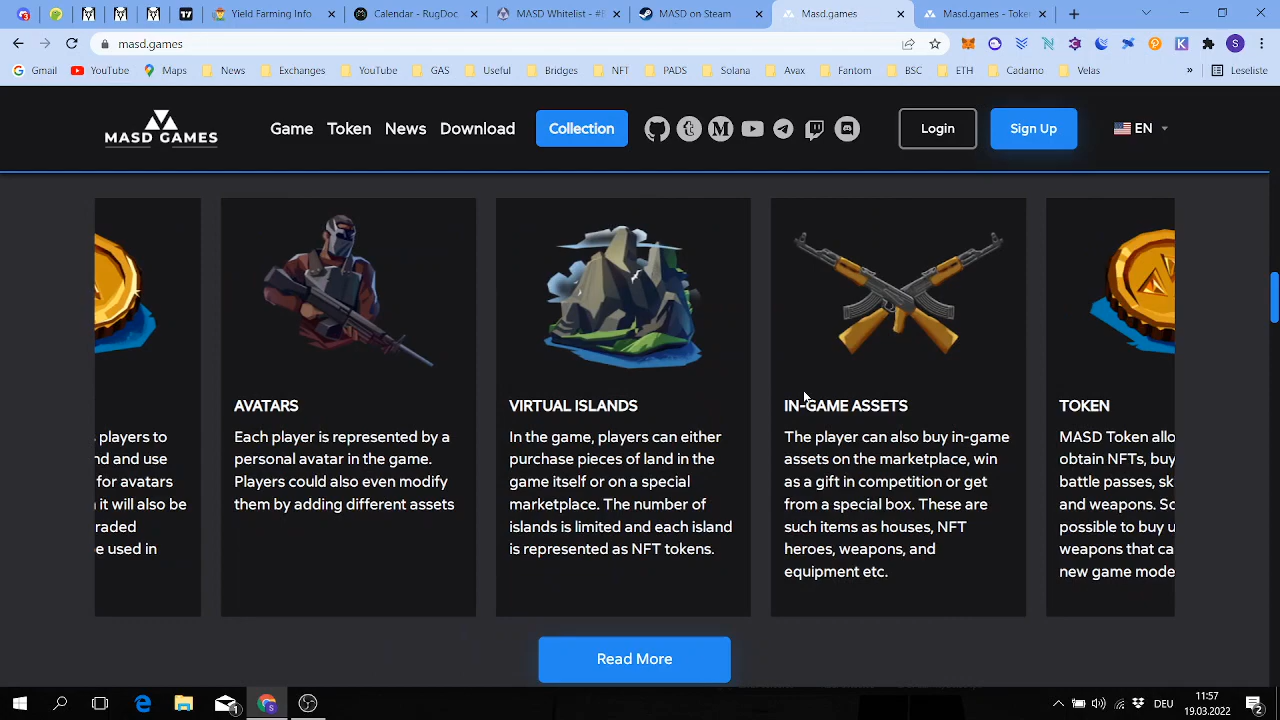 17
Yield Farming Info
Calendar - RugDoc
MASD Whitelist - #
MASD on Steam
Masd.games
Masd.games - Toke
masd.games
S
Gmail
YouTube
Maps
News
Exchanges
YouTube
GAS
Useful
Bridges
NFT
PADS
Solana
Avax
Fantom
BSC
ETH
Cadarno
Velas
»
Leseliste
MASD GAMES
Game
Token
News
Download
Collection
Login
Sign Up
EN
players to
nd and use
for avatars
it will also be
raded
e used in
AVATARS
Each player is represented by a
personal avatar in the game.
Players could also even modify
them by adding different assets
VIRTUAL ISLANDS
In the game, players can either
purchase pieces of land in the
game itself or on a special
marketplace. The number of
islands is limited and each island
is represented as NFT tokens.
IN-GAME ASSETS
The player can also buy in-game
assets on the marketplace, win
as a gift in competition or get
from a special box. These are
such items as houses, NFT
heroes, weapons, and
equipment etc.
TOKEN
MASD Token allo
obtain NFTs, buy
battle passes, sk
and weapons. So
possible to buy u
weapons that ca
new game mode
Read More
1
DEU
11:57
19.03.2022
2